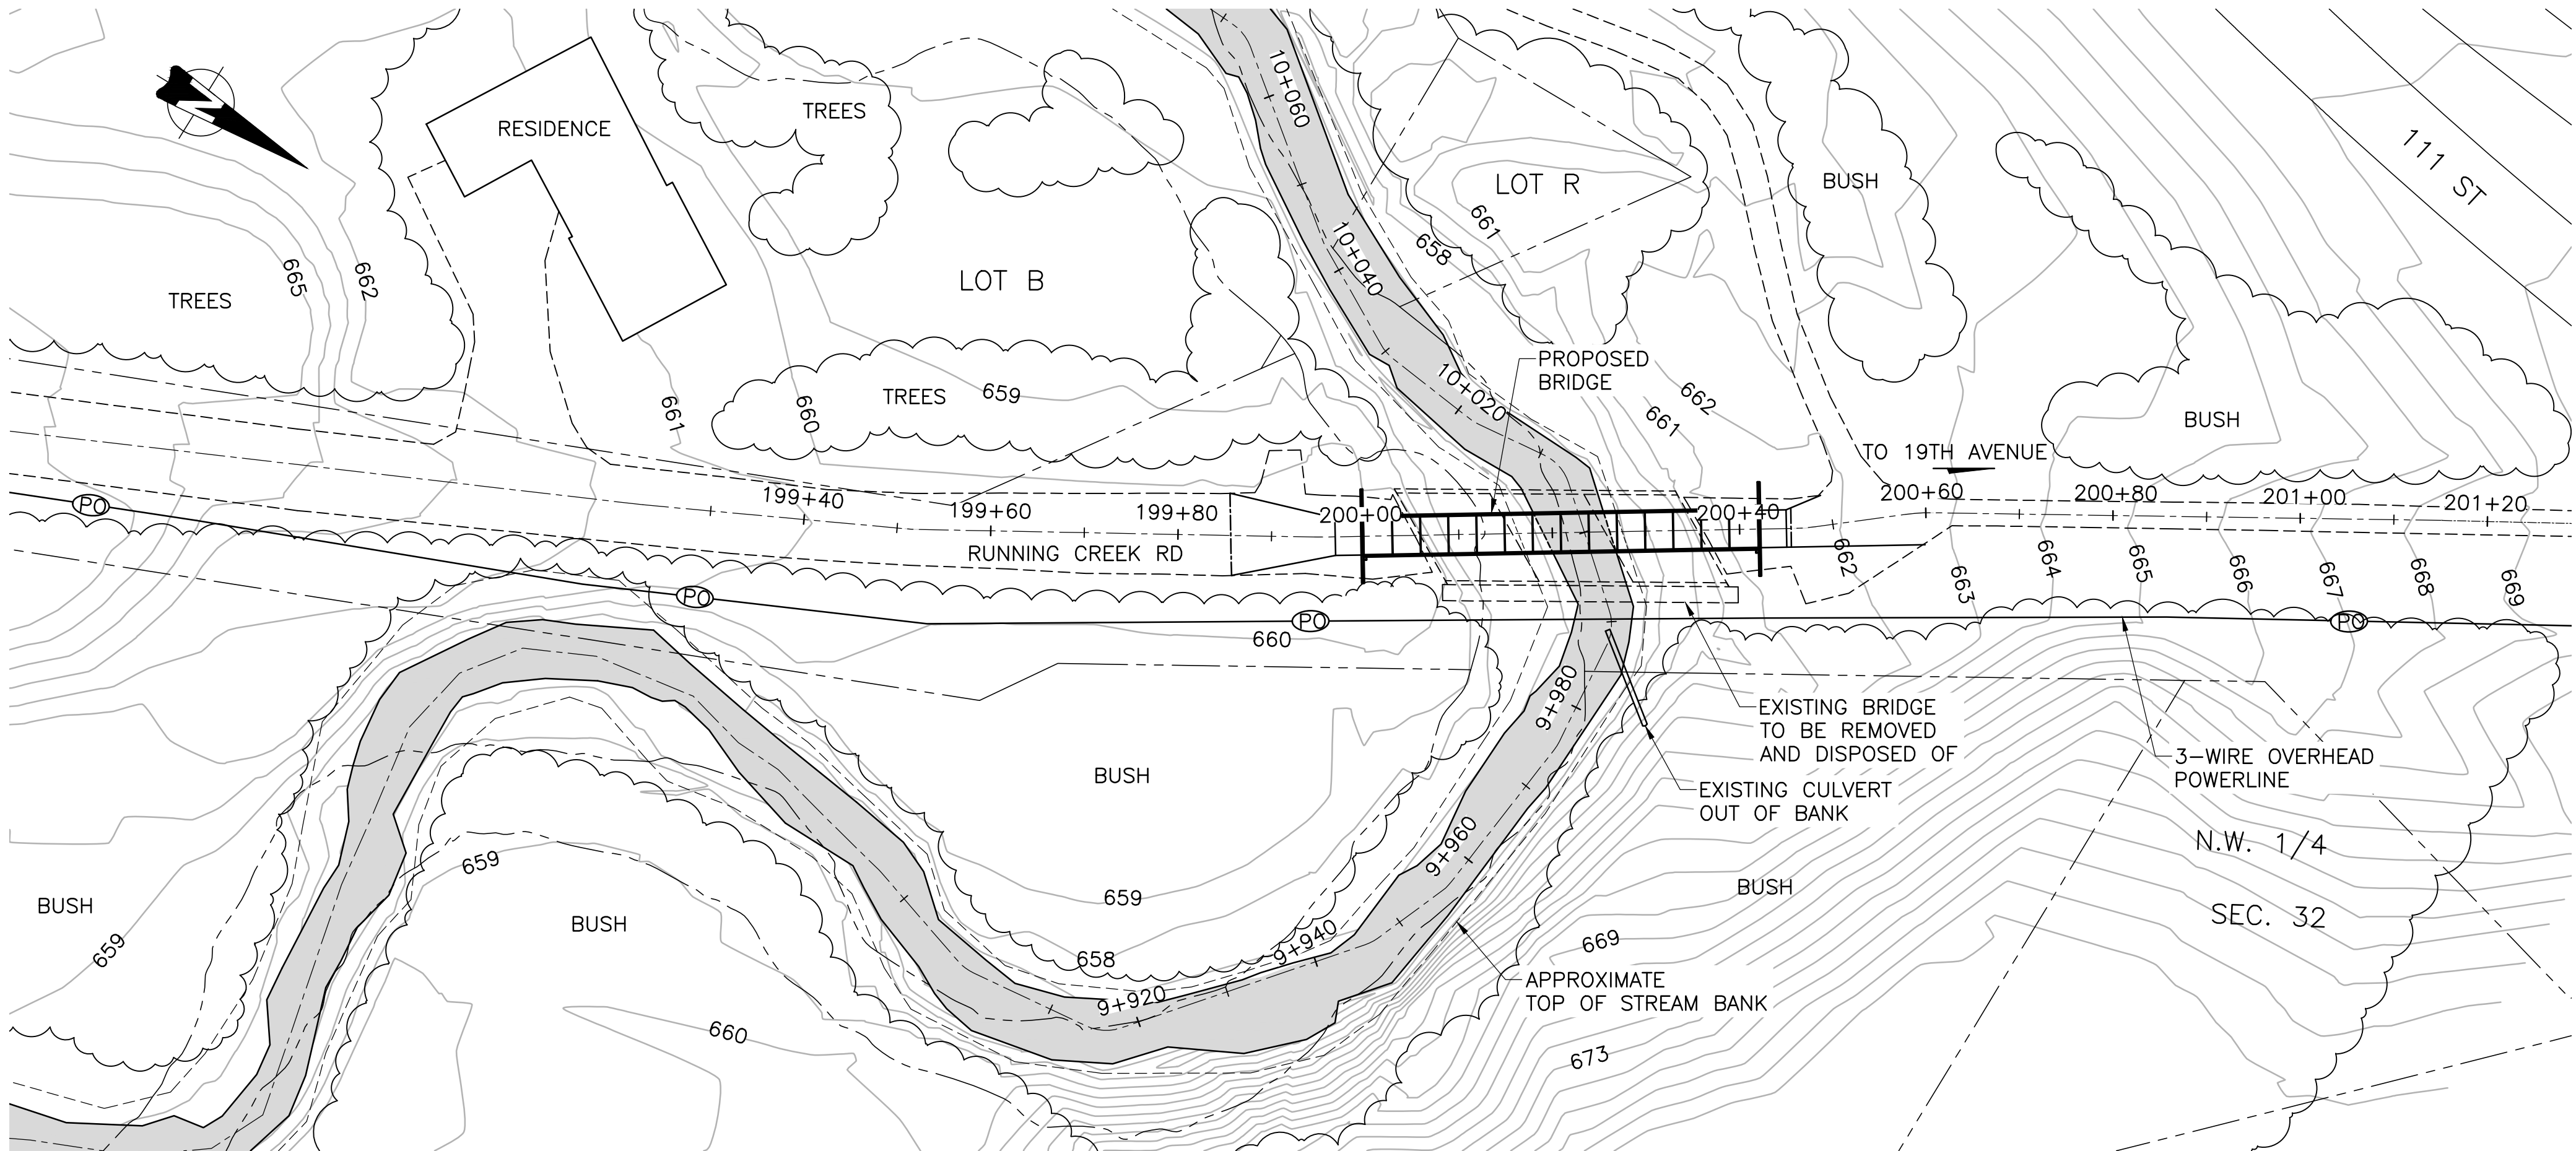 10+060
TREES
RESIDENCE
N
111 ST
BUSH
LOT R
661
658
10+040
665
662
LOT B
TREES
PROPOSED
BRIDGE
10+020
659
TREES
662
661
660
661
BUSH
TO 19TH AVENUE
199+40
199+60
199+80
200+00
200+40
200+60
200+80
201+00
201+20
PO
RUNNING CREEK RD
662
663
664
665
666
667
668
669
PO
PO
PO
660
9+980
EXISTING BRIDGE
TO BE REMOVED
AND DISPOSED OF
3-WIRE OVERHEAD
POWERLINE
BUSH
EXISTING CULVERT
OUT OF BANK
9+960
N.W. 1/4
659
BUSH
659
BUSH
SEC. 32
BUSH
659
9+940
669
658
APPROXIMATE
TOP OF STREAM BANK
9+920
660
673